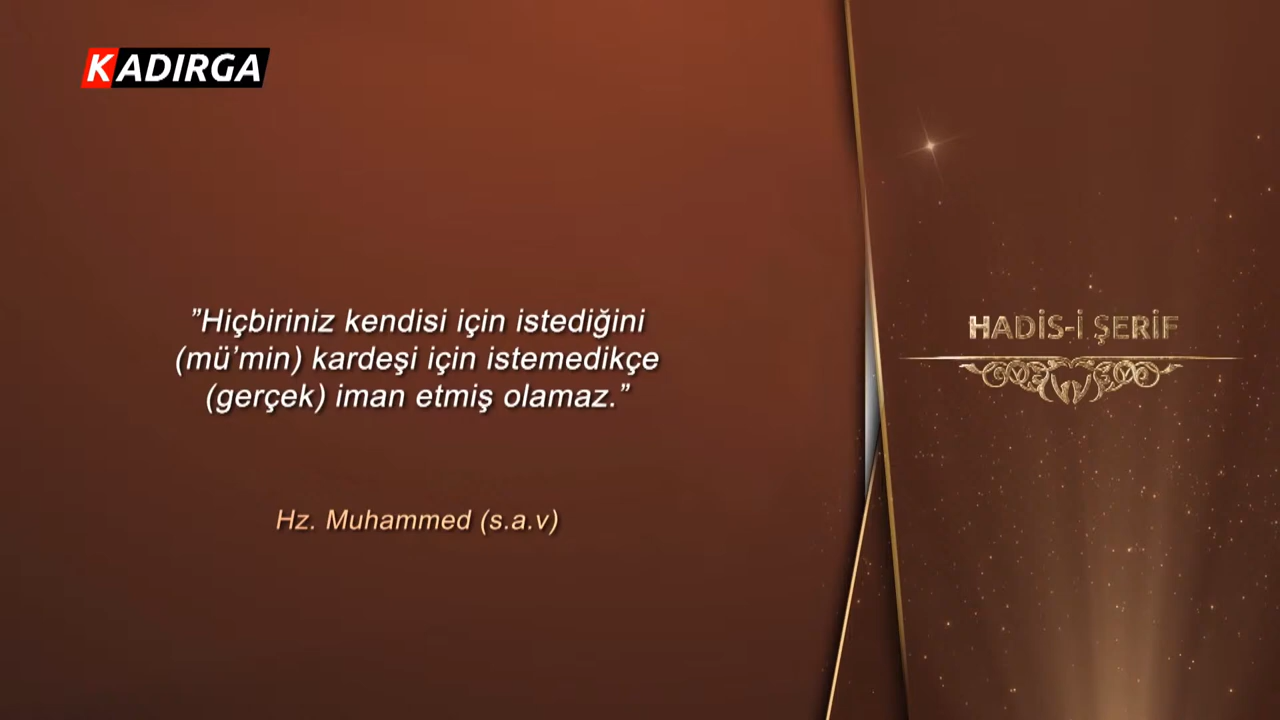 KADIRGA
”Hiçbiriniz kendisi için istediğini
(mü’min) kardeşi için istemedikçe
(gerçek) iman etmiş olamaz.”
Hz. Muhammed (s.a.v)
HADİS-İ ŞERİF